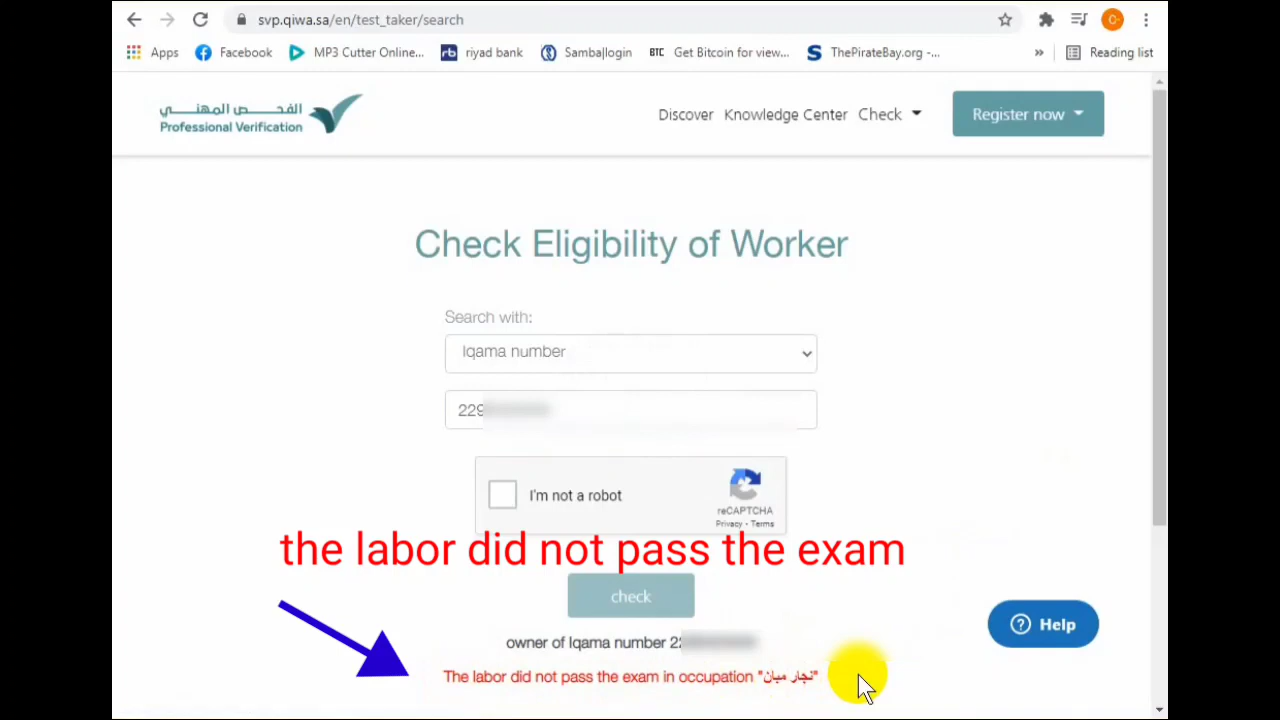 svp.qiwa.sa/en/test_taker/search
Apps Facebook MP3 Cutter Online... riyad bank Samba|login BTC Get Bitcoin for view... ThePirateBay.org -... » Reading list
الفحص المهني
Professional Verification
Discover Knowledge Center Check Register now
Check Eligibility of Worker
Search with:
Iqama number
229
I'm not a robot
reCAPTCHA
Privacy - Terms
the labor did not pass the exam
check
Help
owner of Iqama number 22
The labor did not pass the exam in occupation "نجار مبان"